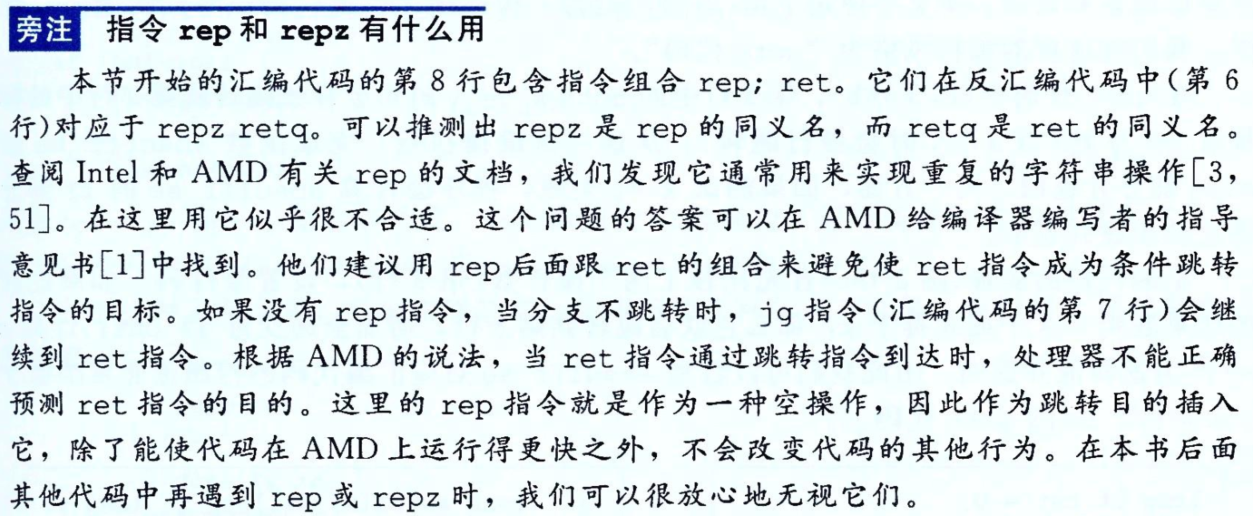 旁注 指令 rep 和 repz 有什么用
本节开始的汇编代码的第 8 行包含指令组合 rep; ret。它们在反汇编代码中(第 6
行)对应于 repz retq。可以推测出 repz 是 rep 的同义名，而 retq 是 ret 的同义名。
查阅 Intel 和 AMD 有关 rep 的文档，我们发现它通常用来实现重复的字符串操作[3，
51]。在这里用它似乎很不合适。这个问题的答案可以在 AMD 给编译器编写者的指导
意见书[1]中找到。他们建议用 rep 后面跟 ret 的组合来避免使 ret 指令成为条件跳转
指令的目标。如果没有 rep 指令，当分支不跳转时，jg 指令(汇编代码的第 7 行)会继
续到 ret 指令。根据 AMD 的说法，当 ret 指令通过跳转指令到达时，处理器不能正确
预测 ret 指令的目的。这里的 rep 指令就是作为一种空操作，因此作为跳转目的插入
它，除了能使代码在 AMD 上运行得更快之外，不会改变代码的其他行为。在本书后面
其他代码中再遇到 rep 或 repz 时，我们可以很放心地无视它们。